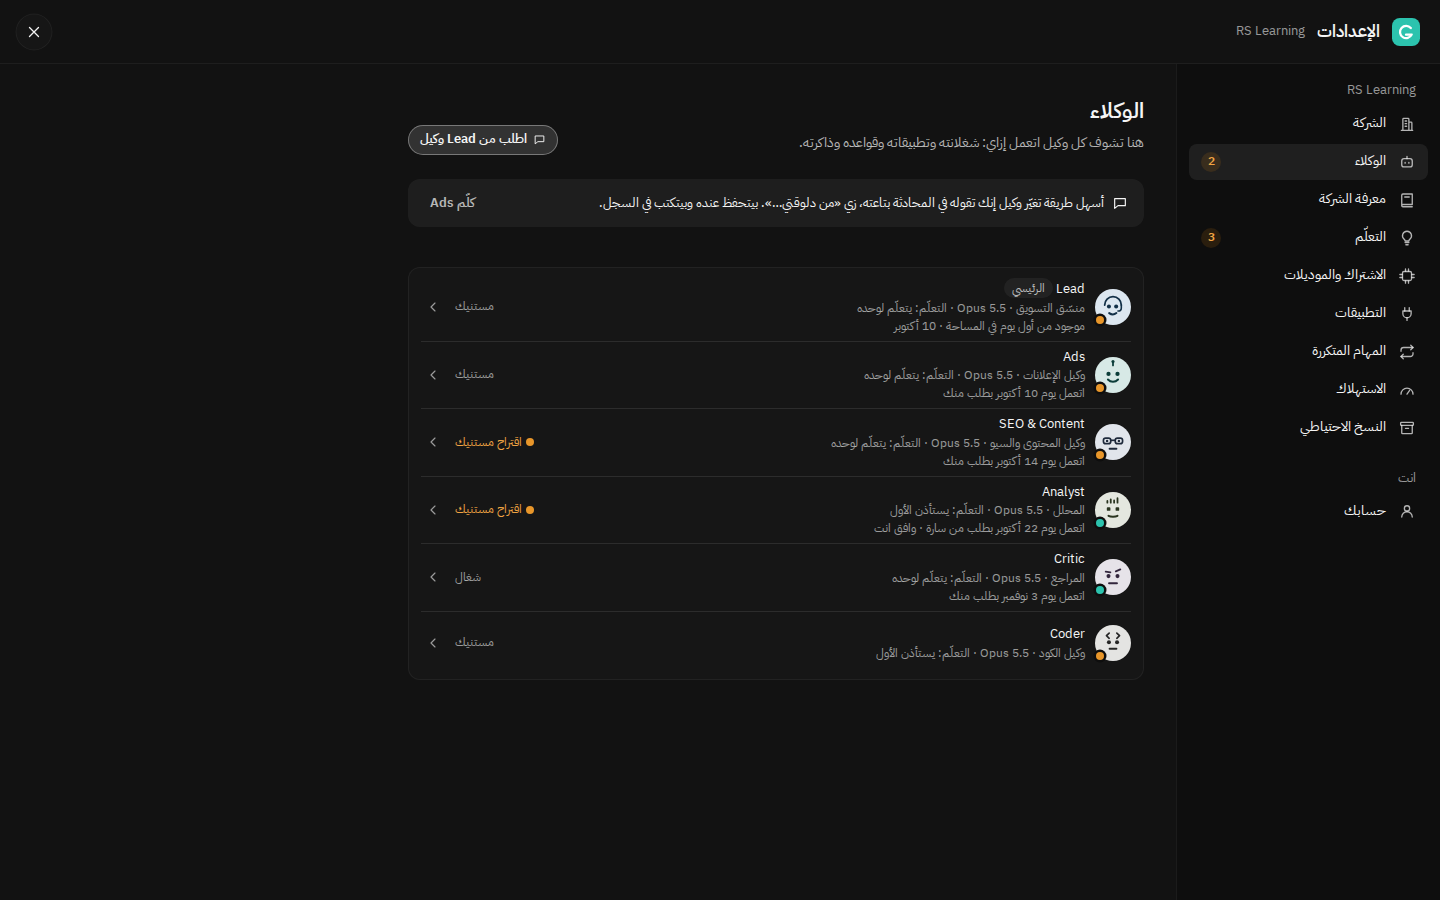 الإعدادات RS Learning
RS Learning
الشركة
الوكلاء 2
معرفة الشركة
التعلّم 3
الاشتراك والموديلات
التطبيقات
المهام المتكررة
الاستهلاك
النسخ الاحتياطي
انت
حسابك
الوكلاء
هنا تشوف كل وكيل اتعمل إزاي: شغلانته وتطبيقاته وقواعده وذاكرته.
اطلب من Lead وكيل
أسهل طريقة تغيّر وكيل إنك تقوله في المحادثة بتاعته، زي «من دلوقتي...». بيتحفظ عنده وبيتكتب في السجل.
كلّم Ads
Lead الرئيسي
منسّق التسويق · Opus 5.5 · التعلّم: يتعلّم لوحده
موجود من أول يوم في المساحة · 10 أكتوبر
مستنيك
Ads
وكيل الإعلانات · Opus 5.5 · التعلّم: يتعلّم لوحده
اتعمل يوم 10 أكتوبر بطلب منك
مستنيك
SEO & Content
وكيل المحتوى والسيو · Opus 5.5 · التعلّم: يتعلّم لوحده
اتعمل يوم 14 أكتوبر بطلب منك
اقتراح مستنيك
Analyst
المحلل · Opus 5.5 · التعلّم: يستأذن الأول
اتعمل يوم 22 أكتوبر بطلب من سارة · وافق انت
اقتراح مستنيك
Critic
المراجع · Opus 5.5 · التعلّم: يتعلّم لوحده
اتعمل يوم 3 نوفمبر بطلب منك
شغال
Coder
وكيل الكود · Opus 5.5 · التعلّم: يستأذن الأول
مستنيك